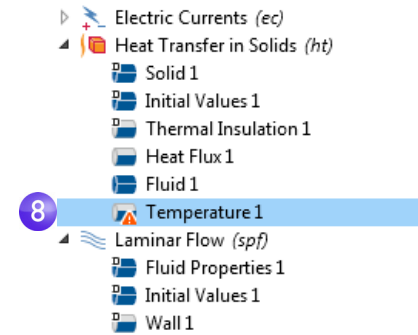 Electric Currents (ec)
Heat Transfer in Solids (ht)
D Solid 1
D Initial Values 1
D Thermal Insulation 1
Heat Flux 1
Fluid 1
8 Temperature 1
Laminar Flow (spf)
D Fluid Properties 1
D Initial Values 1
D Wall 1